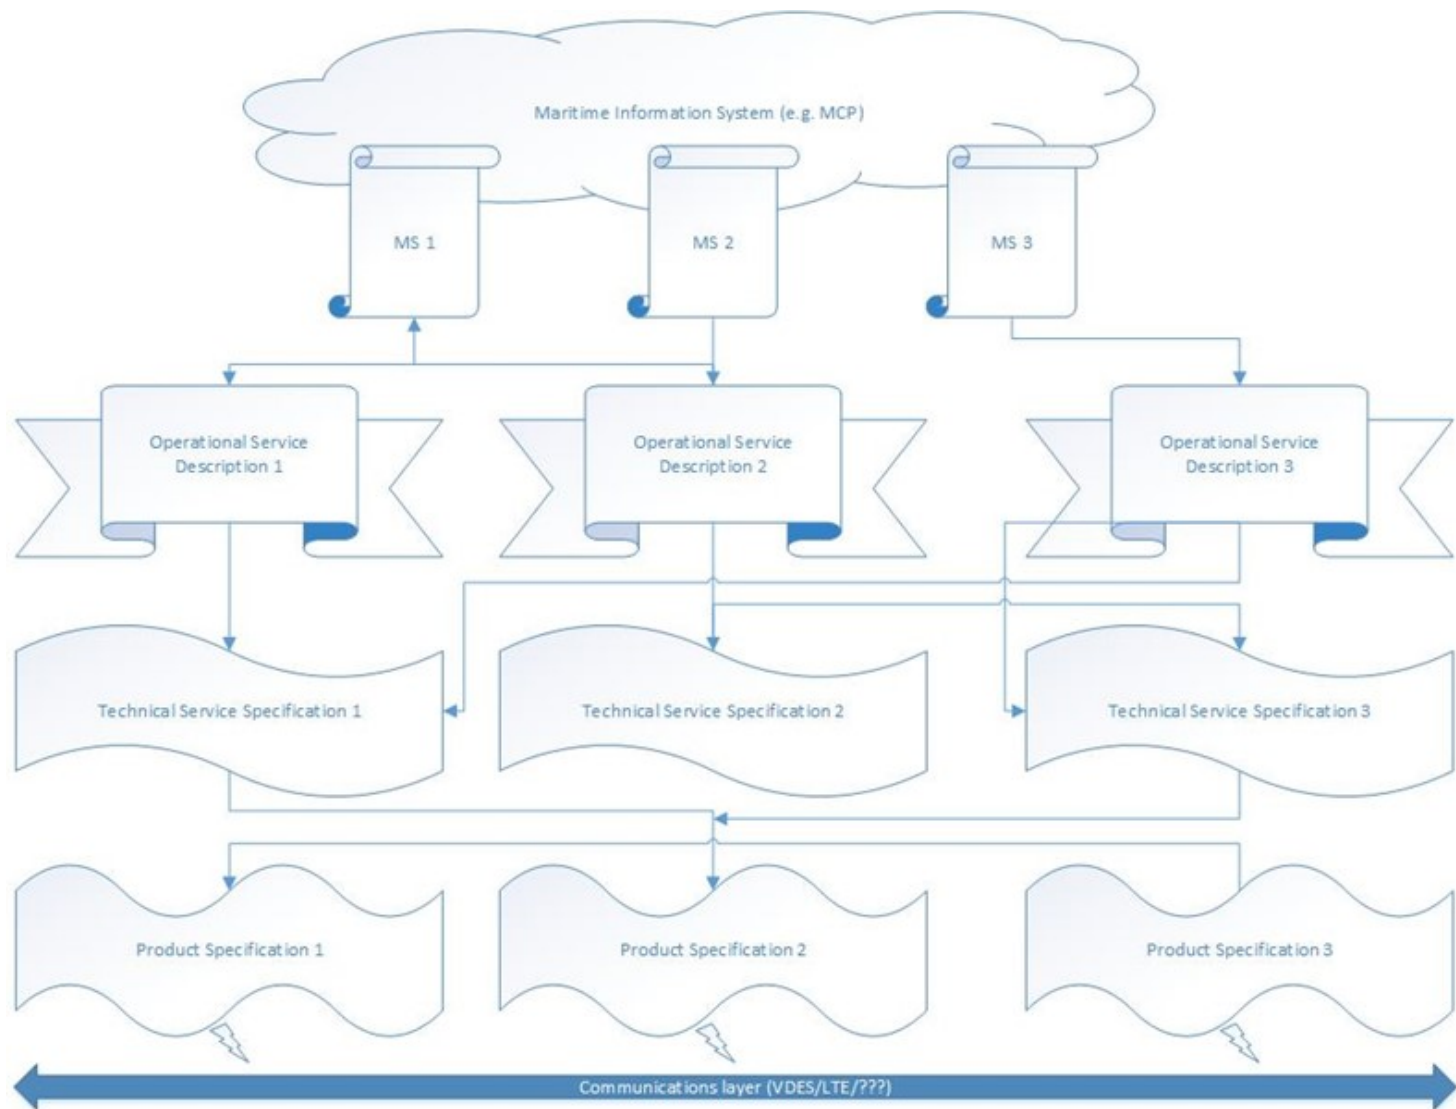 Maritime Information System (e.g. MCP)
MS 1
MS 2
MS 3
Operational Service
Description 1
Operational Service
Description 2
Operational Service
Description 3
Technical Service Specification 1
Technical Service Specification 2
Technical Service Specification 3
Product Specification 1
Product Specification 2
Product Specification 3
Communications layer (VDES/LTE/???)